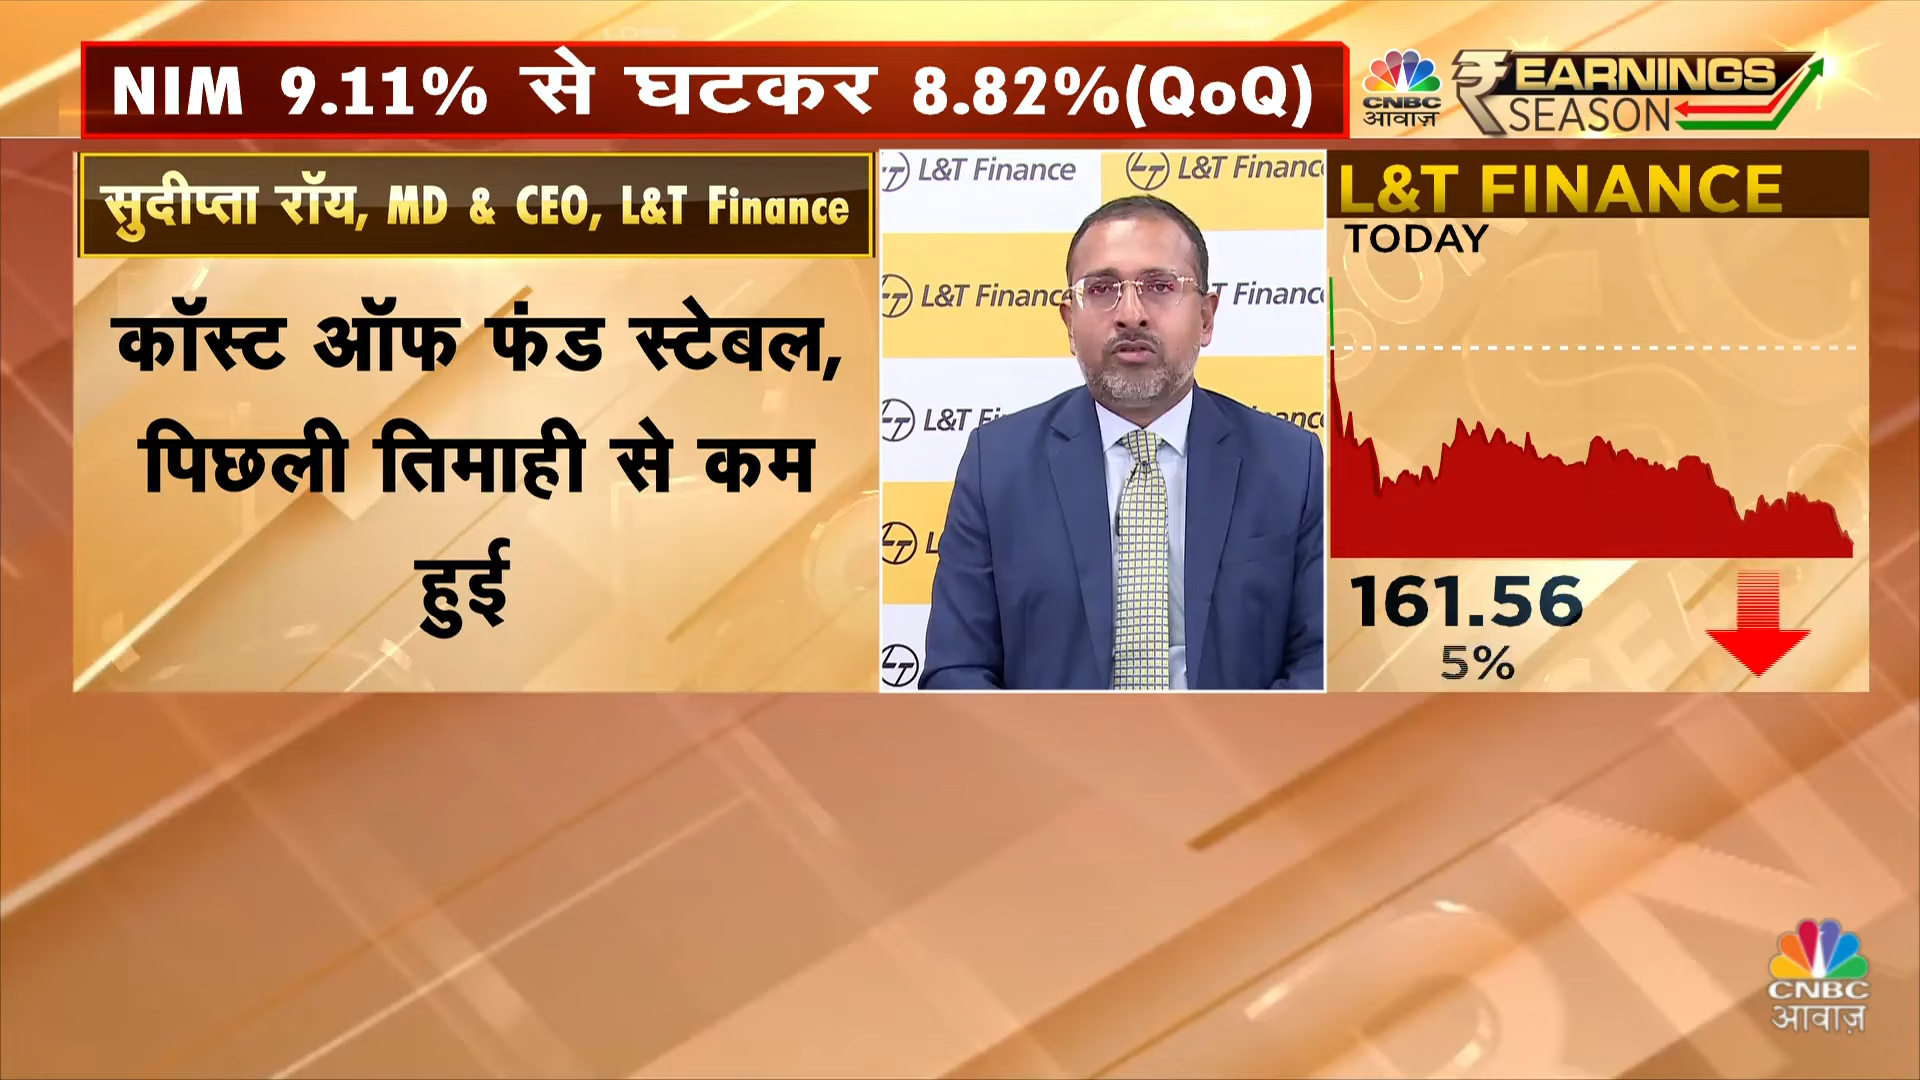 NIM 9.11% से घटकर 8.82%(QoQ)
CNBC
आवाज़
EARNINGS
SEASON
सुदीप्ता रॉय, MD & CEO, L&T Finance
कॉस्ट ऑफ फंड स्टेबल,
पिछली तिमाही से कम
हुई
L&T Finance
L&T Finance
L&T Finance
L&T FINANCE
TODAY
161.56
5%
CNBC
आवाज़